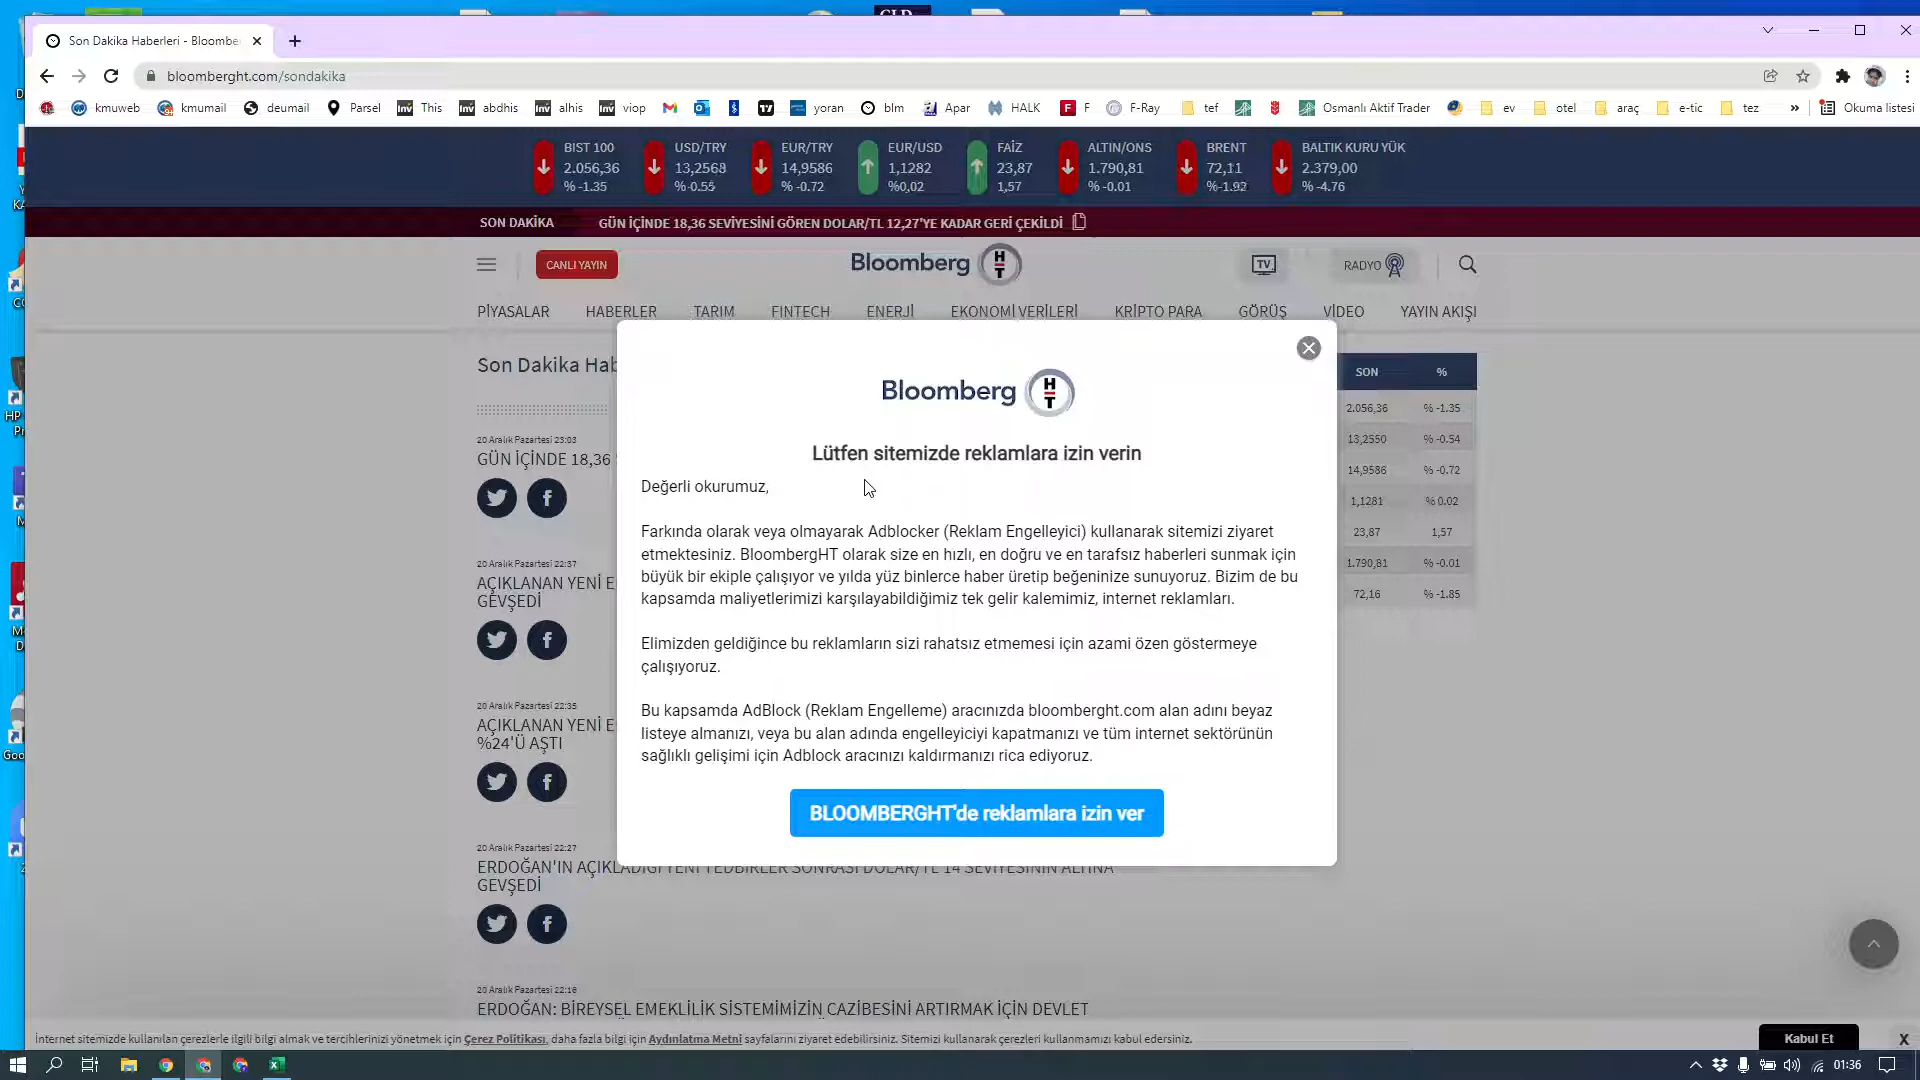 Son Dakika Haberleri - Bloombe
bloomberght.com/sondakika
kmuweb kmumail deumail Parsel This abdhis alhis viop yoran blm Apar HALK F F-Ray tef Osmanlı Aktif Trader ev otel araç e-tic tez » Okuma listesi
BIST 100 USD/TRY EUR/TRY EUR/USD FAİZ ALTIN/ONS BRENT BALTIK KURU YÜK
2.056,36 13,2568 14,9586 1,1282 23,87 1.790,81 72,11 2.379,00
% -1.35 % -0.55 % -0.72 %0,02 1,57 % -0.01 %-1.92 % -4.76
SON DAKİKA GÜN İÇİNDE 18,36 SEVİYESİNİ GÖREN DOLAR/TL 12,27'YE KADAR GERİ ÇEKİLDİ
CANLI YAYIN Bloomberg HT TV RADYO
PİYASALAR HABERLER TARIM FINTECH ENERJİ EKONOMİ VERİLERİ KRİPTO PARA GÖRÜŞ VİDEO YAYIN AKIŞI
Son Dakika Hab
SON %
2.056,36 % -1.35
13,2550 % -0.54
14,9586 % -0.72
1,1281 % 0.02
23,87 1,57
1.790,81 % -0.01
72,16 % -1.85
20 Aralık Pazartesi 23:03
GÜN İÇİNDE 18,36
20 Aralık Pazartesi 22:37
AÇIKLANAN YENİ E
GEVŞEDİ
20 Aralık Pazartesi 22:35
AÇIKLANAN YENİ E
%24'Ü AŞTI
20 Aralık Pazartesi 22:27
ERDOĞAN'IN AÇIKLADIĞI YENİ TEDBİRLER SONRASI DOLAR/TL 14 SEVİYESİNİN ALTINA
GEVŞEDİ
20 Aralık Pazartesi 22:16
ERDOĞAN: BİREYSEL EMEKLİLİK SİSTEMİMİZİN CAZİBESİNİ ARTIRMAK İÇİN DEVLET
Bloomberg HT
Lütfen sitemizde reklamlara izin verin
Değerli okurumuz,
Farkında olarak veya olmayarak Adblocker (Reklam Engelleyici) kullanarak sitemizi ziyaret
etmektesiniz. BloombergHT olarak size en hızlı, en doğru ve en tarafsız haberleri sunmak için
büyük bir ekiple çalışıyor ve yılda yüz binlerce haber üretip beğeninize sunuyoruz. Bizim de bu
kapsamda maliyetlerimizi karşılayabildiğimiz tek gelir kalemimiz, internet reklamları.
Elimizden geldiğince bu reklamların sizi rahatsız etmemesi için azami özen göstermeye
çalışıyoruz.
Bu kapsamda AdBlock (Reklam Engelleme) aracınızda bloomberght.com alan adını beyaz
listeye almanızı, veya bu alan adında engelleyiciyi kapatmanızı ve tüm internet sektörünün
sağlıklı gelişimi için Adblock aracınızı kaldırmanızı rica ediyoruz.
BLOOMBERGHT'de reklamlara izin ver
İnternet sitemizde kullanılan çerezlerle ilgili bilgi almak ve tercihlerinizi yönetmek için Çerez Politikası, daha fazla bilgi için Aydınlatma Metni sayfalarını ziyaret edebilirsiniz. Sitemizi kullanarak çerezleri kullanmamızı kabul edersiniz.
Kabul Et X
01:36